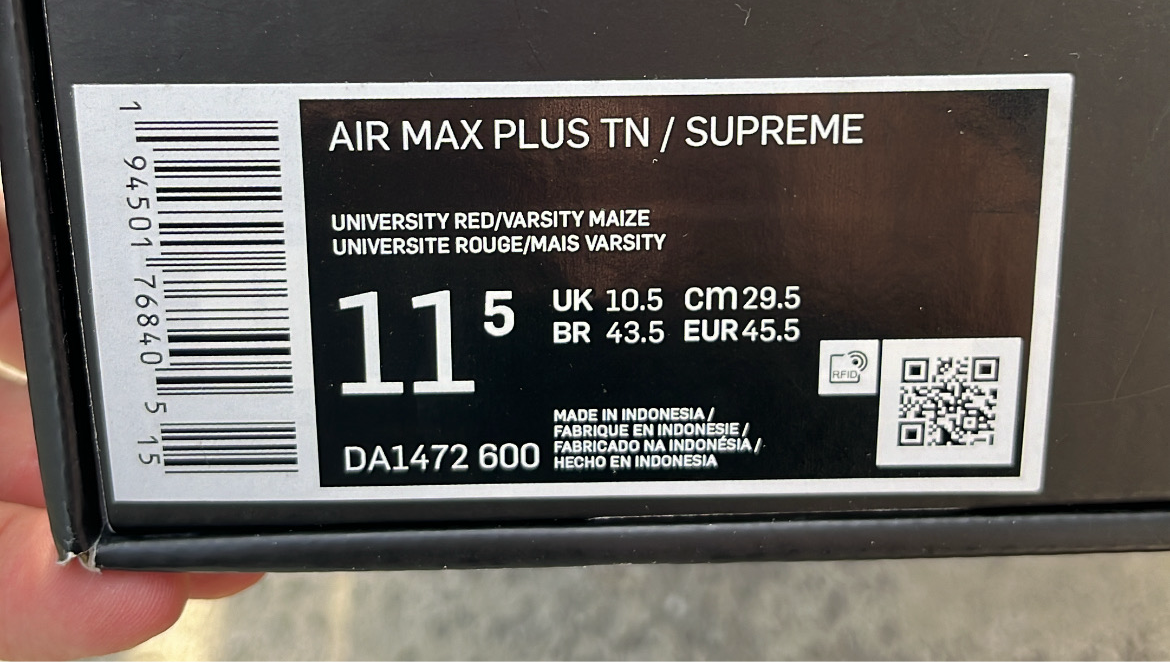 AIR MAX PLUS TN / SUPREME
UNIVERSITY RED/VARSITY MAIZE
UNIVERSITE ROUGE/MAIS VARSITY
11 5
UK 10.5 cm 29.5
BR 43.5 EUR 45.5
RFID
MADE IN INDONESIA /
FABRIQUE EN INDONESIE /
FABRICADO NA INDONÉSIA /
HECHO EN INDONESIA
DA1472 600
1 94501 76840 5 15